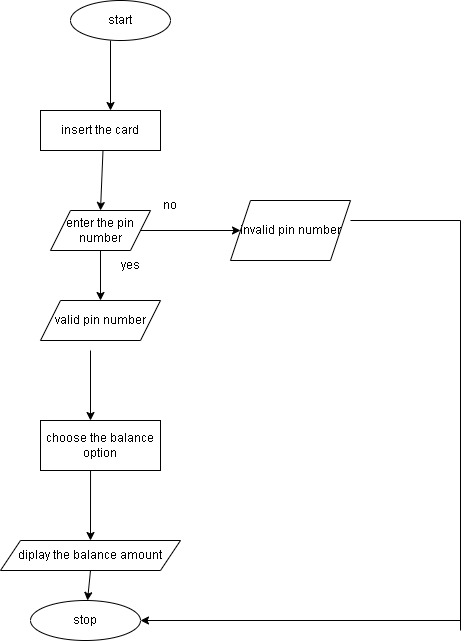 start
insert the card
no
enter the pin
number
invalid pin number
yes
valid pin number
choose the balance
option
diplay the balance amount
stop